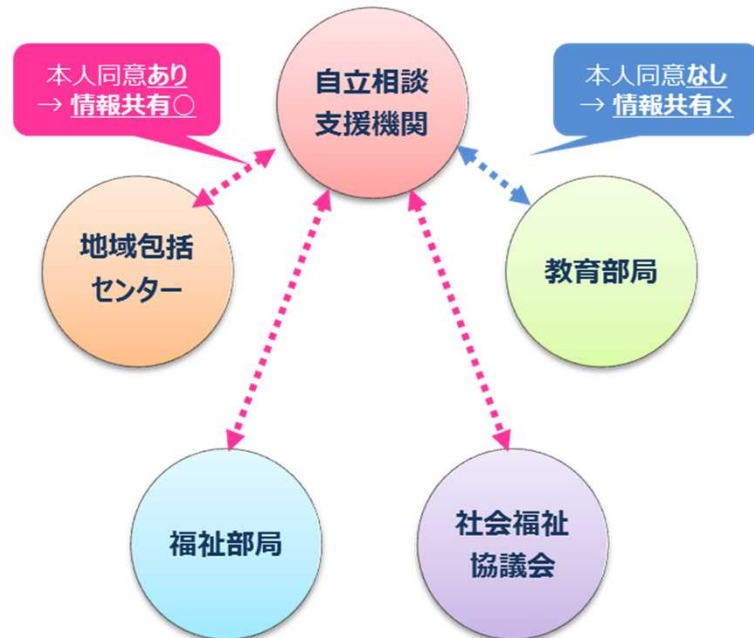 本人同意あり
→ 情報共有○
自立相談
支援機関
本人同意なし
→ 情報共有×
地域包括
センター
教育部局
福祉部局
社会福祉
協議会